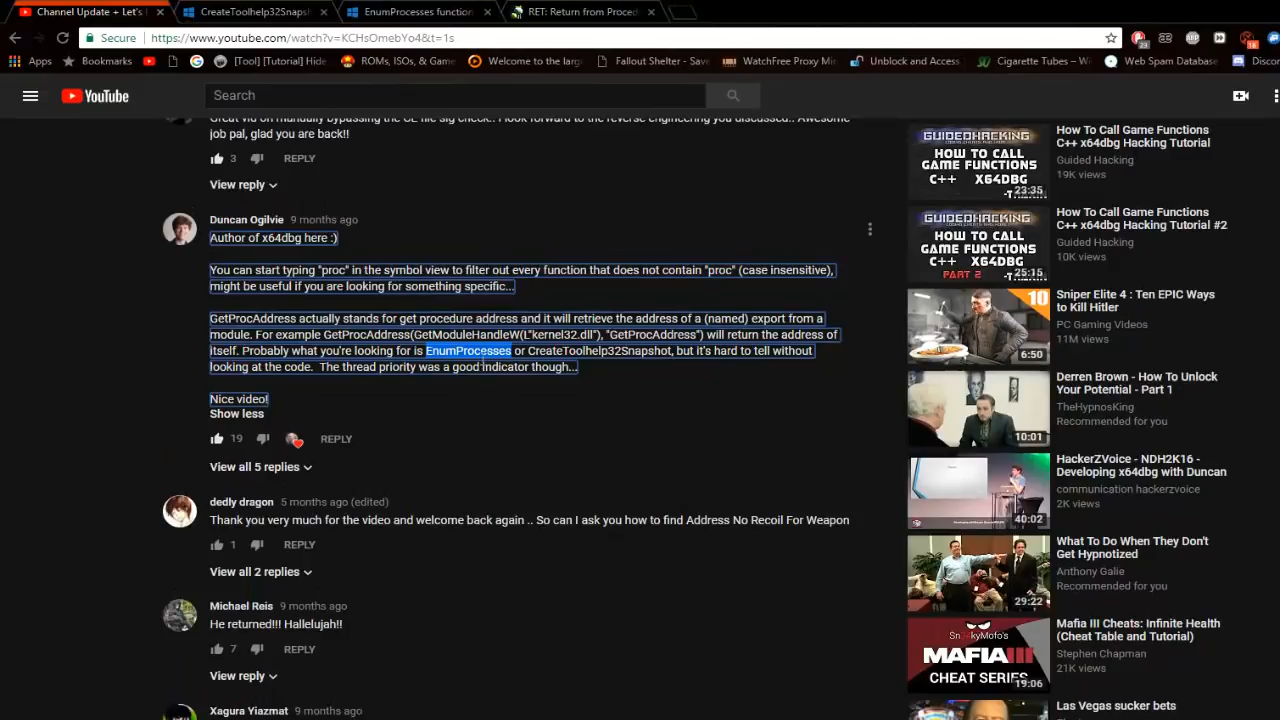 Channel Update + Let's
CreateToolhelp32Snapsh
EnumProcesses function
RET: Return from Proced
Secure
https://www.youtube.com/watch?v=KCHsOmebYo4&t=1s
Apps
Bookmarks
[Tool] [Tutorial] Hide
ROMs, ISOs, & Game
Welcome to the larg
Fallout Shelter - Save
WatchFree Proxy Mir
Unblock and Access
Cigarette Tubes – W
Web Spam Database
Discor
YouTube
Search
Great vid on manually bypassing the CE file sig check.. I look forward to the reverse engineering you discussed.. Awesome
job pal, glad you are back!!
3
REPLY
View reply
Duncan Ogilvie 9 months ago
Author of x64dbg here :)
You can start typing "proc" in the symbol view to filter out every function that does not contain "proc" (case insensitive),
might be useful if you are looking for something specific...
GetProcAddress actually stands for get procedure address and it will retrieve the address of a (named) export from a
module. For example GetProcAddress(GetModuleHandleW(L"kernel32.dll"), "GetProcAddress") will return the address of
itself. Probably what you're looking for is EnumProcesses or CreateToolhelp32Snapshot, but it's hard to tell without
looking at the code. The thread priority was a good indicator though...
Nice video!
Show less
19
REPLY
View all 5 replies
dedly dragon 5 months ago (edited)
Thank you very much for the video and welcome back again .. So can I ask you how to find Address No Recoil For Weapon
1
REPLY
View all 2 replies
Michael Reis 9 months ago
He returned!!! Hallelujah!!
7
REPLY
View reply
Xagura Yiazmat 9 months ago
GUIDEDHACKING
HOW TO CALL
GAME FUNCTIONS
C++ X64DBG
23:35
How To Call Game Functions
C++ x64dbg Hacking Tutorial
Guided Hacking
19K views
GUIDEDHACKING
HOW TO CALL
GAME FUNCTIONS
C++ X64DBG
PART 2
25:15
How To Call Game Functions
C++ x64dbg Hacking Tutorial #2
Guided Hacking
10K views
10
6:50
Sniper Elite 4 : Ten EPIC Ways
to Kill Hitler
PC Gaming Videos
11M views
10:01
Derren Brown - How To Unlock
Your Potential - Part 1
TheHypnosKing
Recommended for you
40:02
HackerZVoice - NDH2K16 -
Developing x64dbg with Duncan
communication hackerzvoice
2K views
29:22
What To Do When They Don't
Get Hypnotized
Anthony Galie
Recommended for you
MAFIA III
CHEAT SERIES
19:06
Mafia III Cheats: Infinite Health
(Cheat Table and Tutorial)
Stephen Chapman
21K views
Las Vegas sucker bets